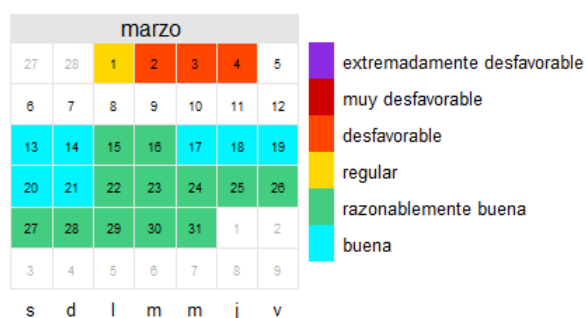 marzo
27 28 1 2 3 4 5
6 7 8 9 10 11 12
13 14 15 16 17 18 19
20 21 22 23 24 25 26
27 28 29 30 31 1 2
3 4 5 6 7 8 9
s d l m m j v
extremadamente desfavorable
muy desfavorable
desfavorable
regular
razonablemente buena
buena